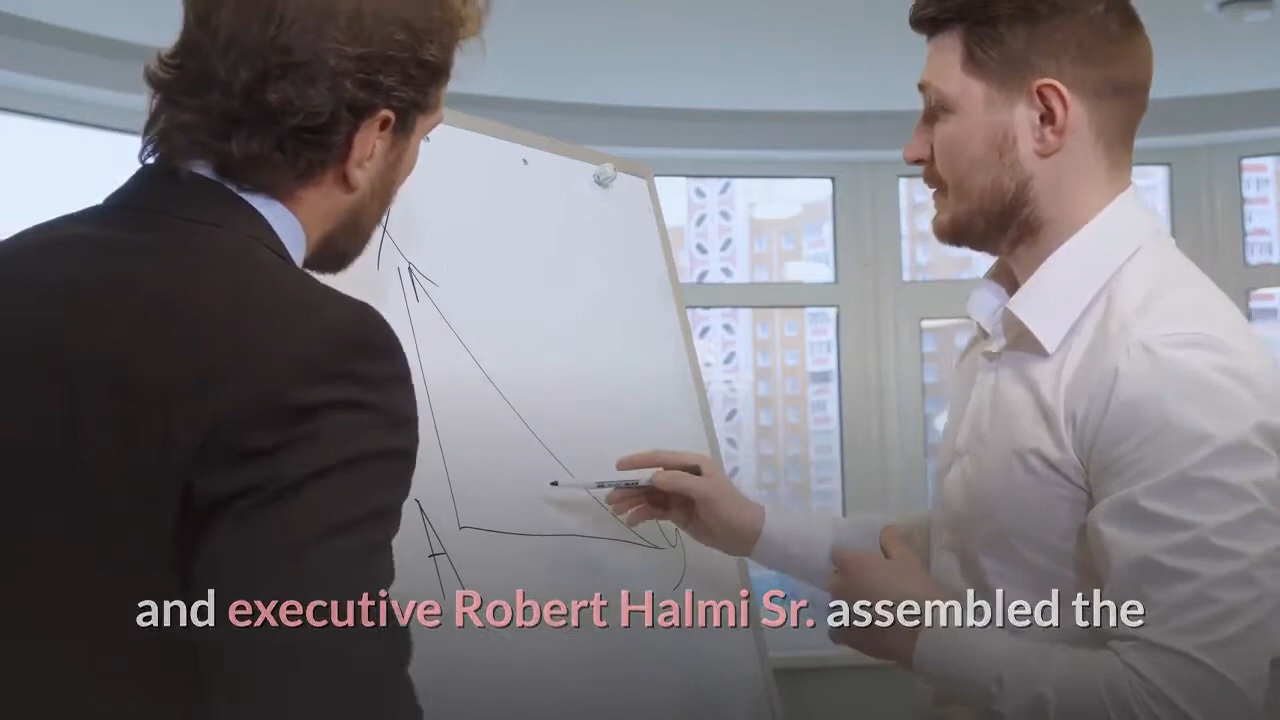 A
and executive Robert Halmi Sr. assembled the